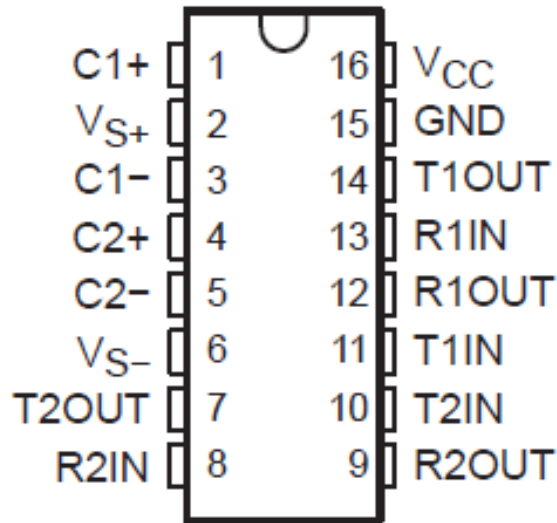 C1+ 1 16 VCC
VS+ 2 15 GND
C1− 3 14 T1OUT
C2+ 4 13 R1IN
C2− 5 12 R1OUT
VS− 6 11 T1IN
T2OUT 7 10 T2IN
R2IN 8 9 R2OUT